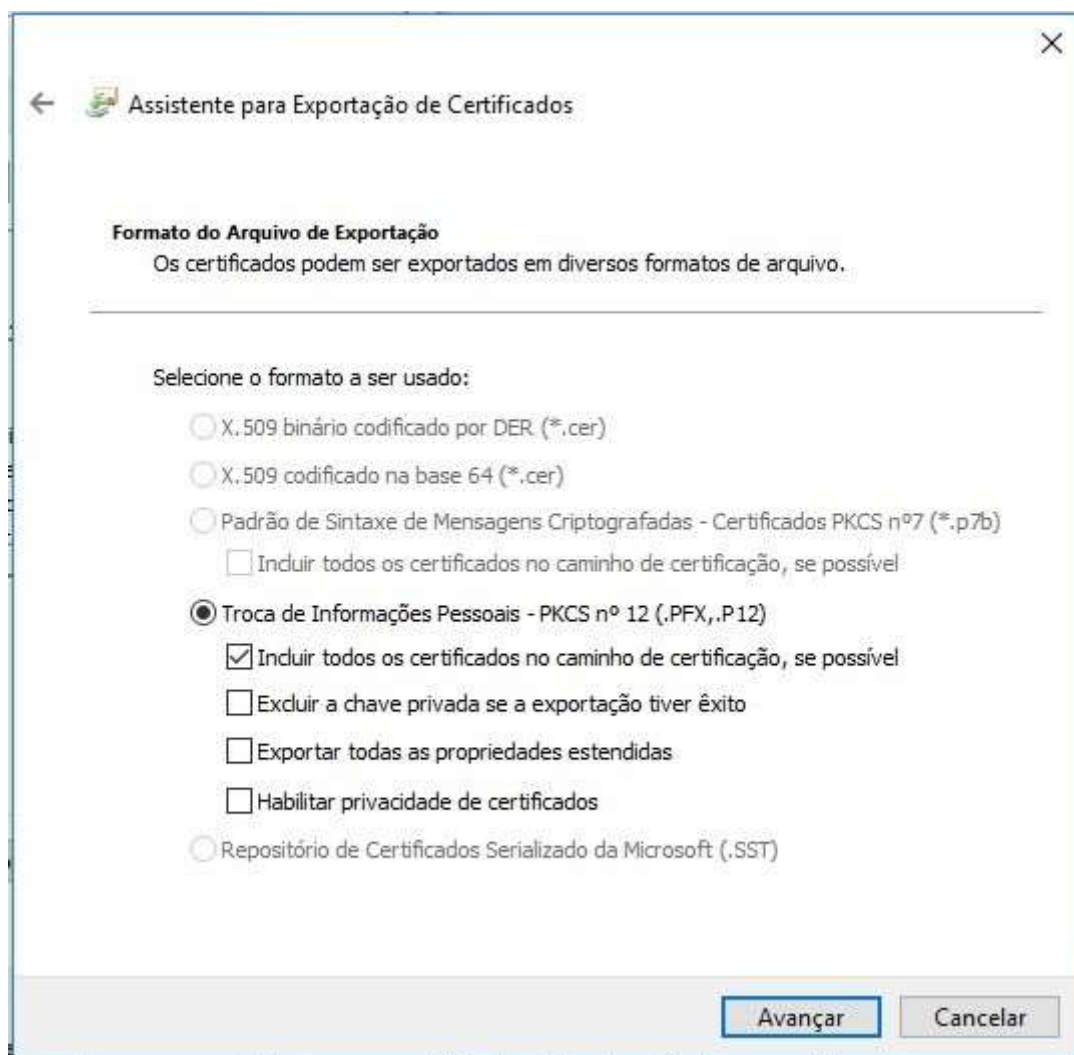 Assistente para Exportação de Certificados
Formato do Arquivo de Exportação
Os certificados podem ser exportados em diversos formatos de arquivo.
Selecione o formato a ser usado:
X.509 binário codificado por DER (*.cer)
X.509 codificado na base 64 (*.cer)
Padrão de Sintaxe de Mensagens Criptografadas - Certificados PKCS nº7 (*.p7b)
Incluir todos os certificados no caminho de certificação, se possível
Troca de Informações Pessoais - PKCS nº 12 (.PFX,.P12)
Incluir todos os certificados no caminho de certificação, se possível
Excluir a chave privada se a exportação tiver êxito
Exportar todas as propriedades estendidas
Habilitar privacidade de certificados
Repositório de Certificados Serializado da Microsoft (.SST)
Avançar Cancelar